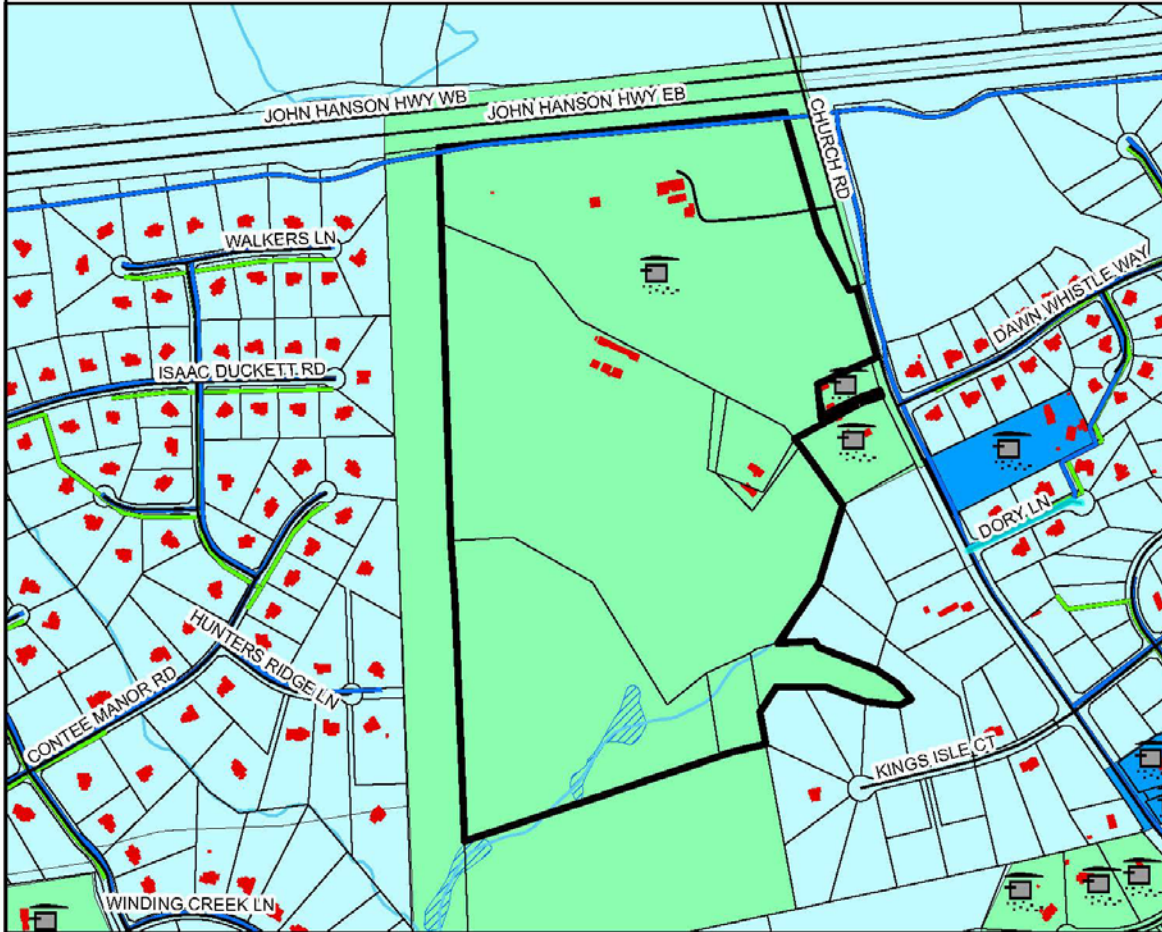 JOHN HANSON HWY WB
JOHN HANSON HWY EB
CHURCH RD
WALKERS LN
DAWN WHISTLE WAY
ISAAC DUCKETT RD
DORY LN
HUNTERS RIDGE LN
CONTEE MANOR RD
KINGS ISLE CT
WINDING CREEK LN